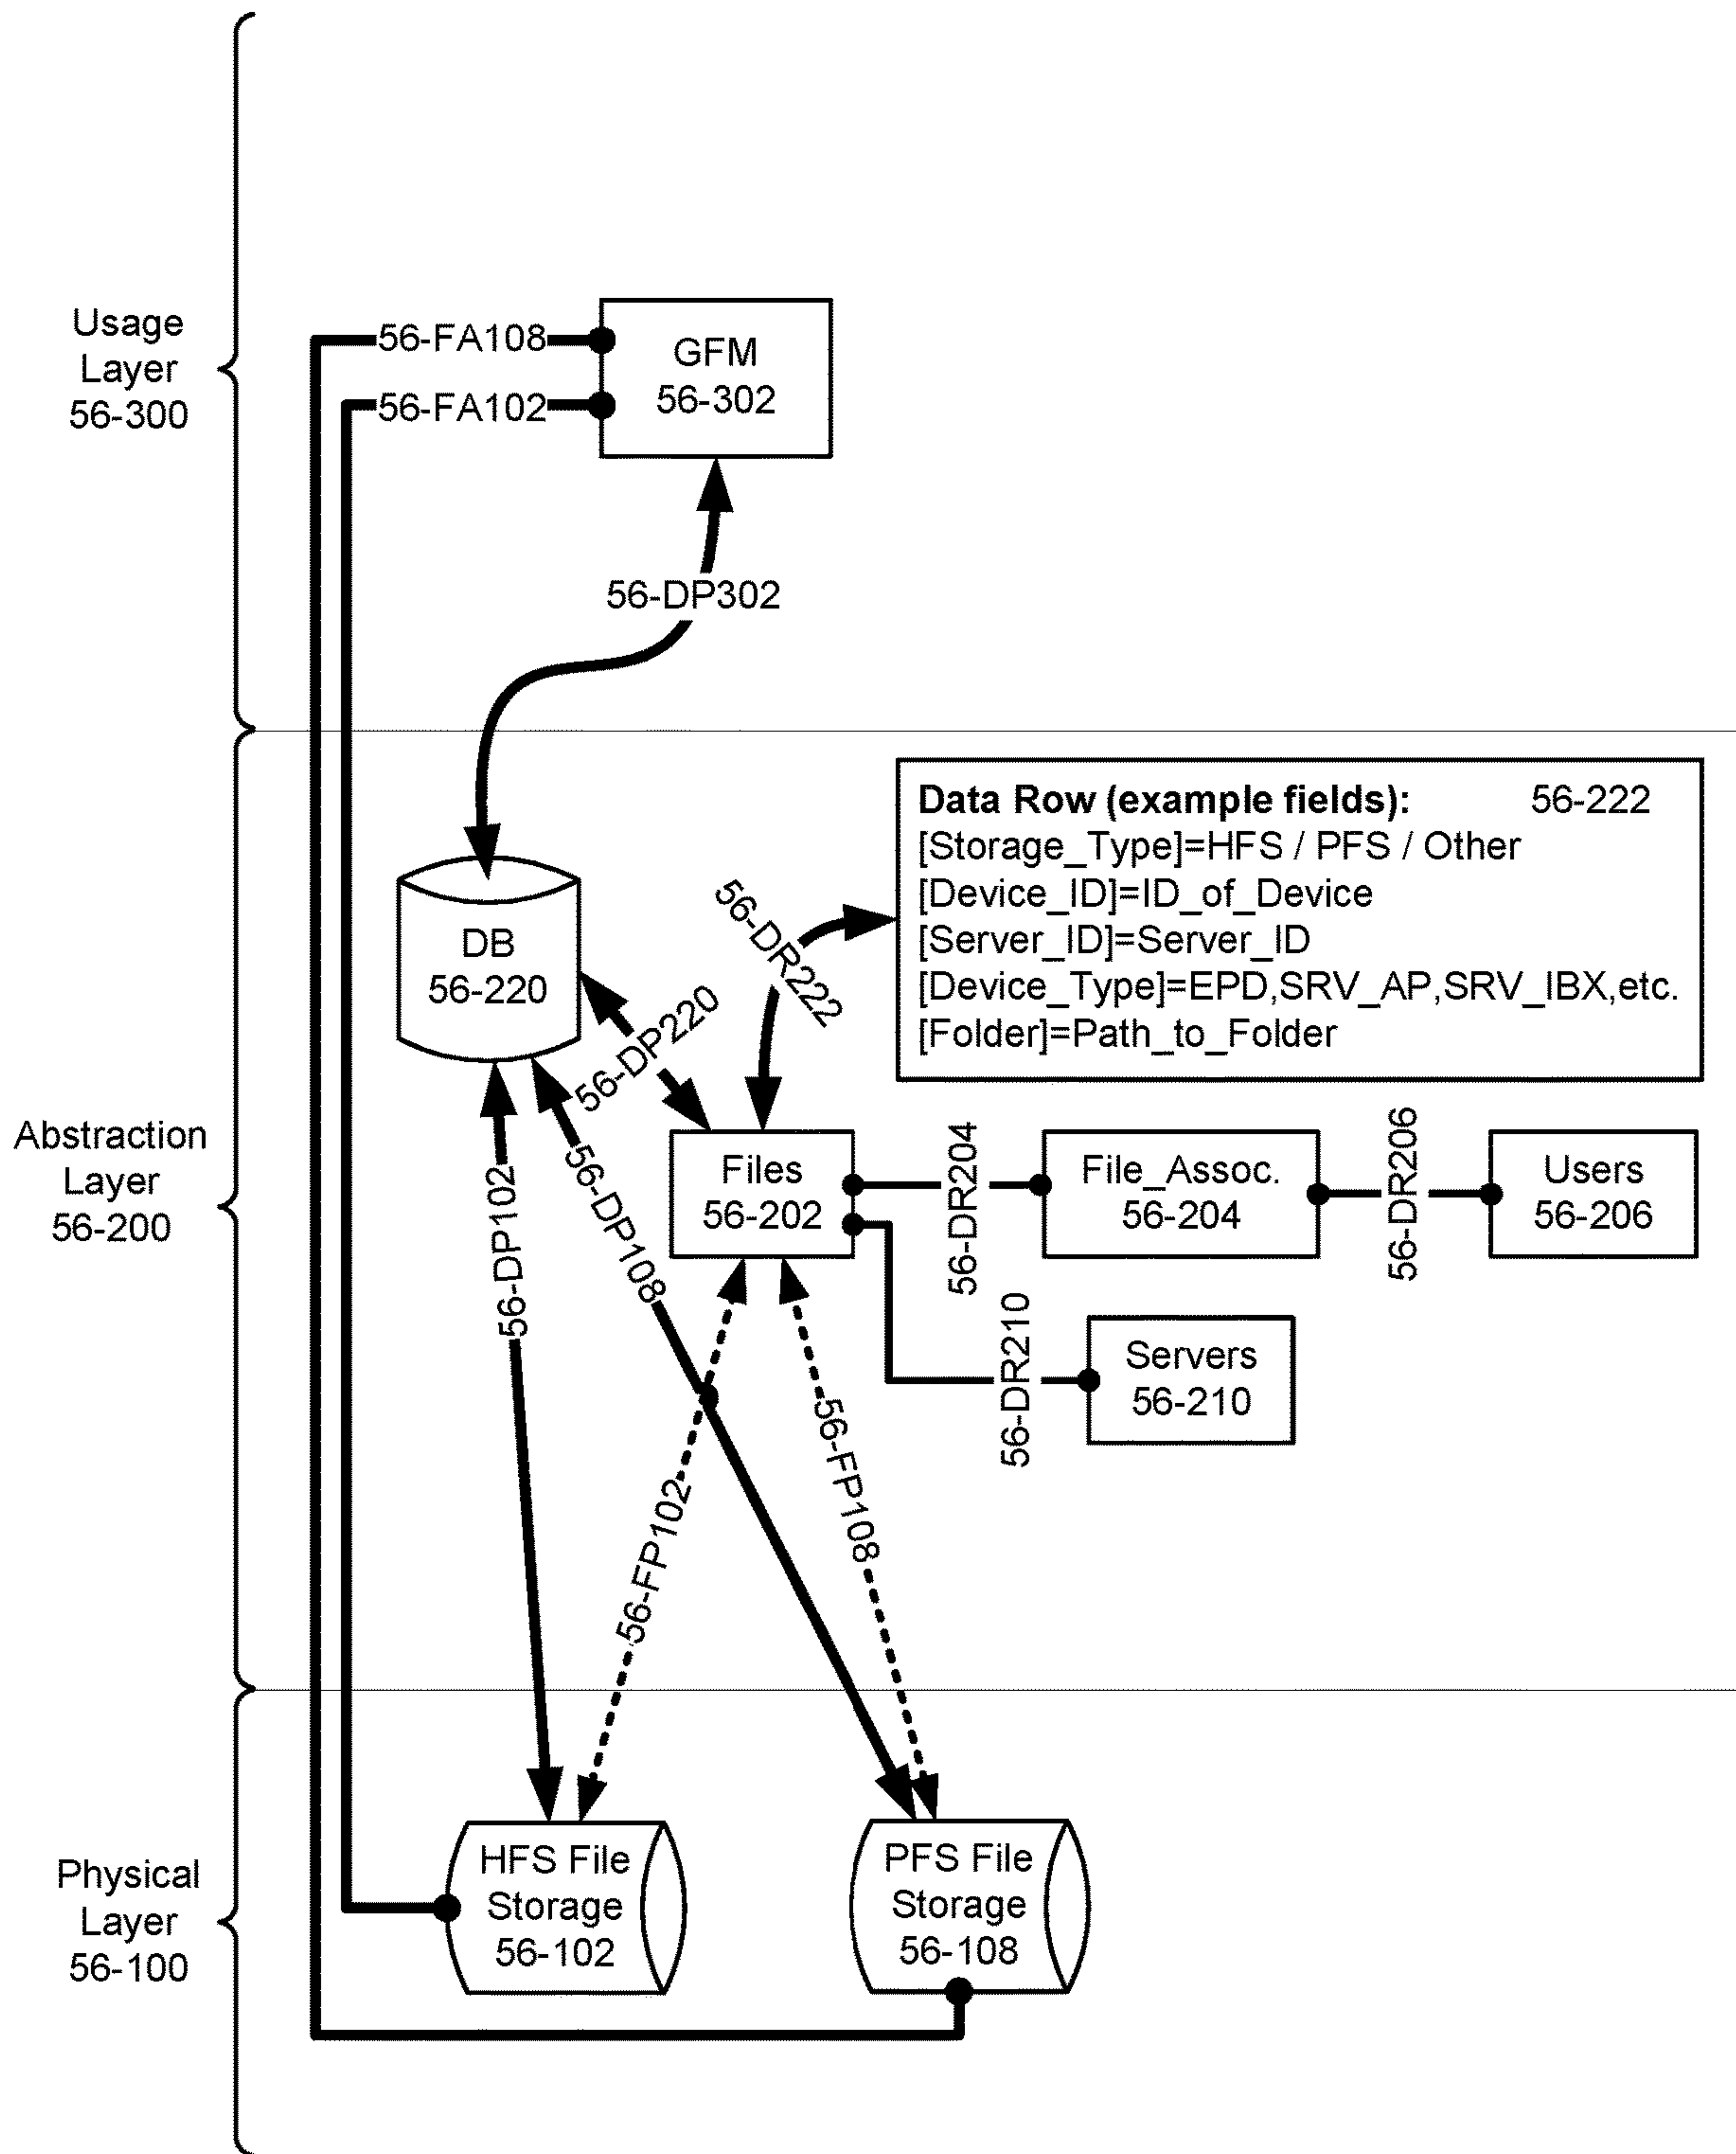 Usage
Layer
56-300
56-FA108
56-FA102
GFM
56-302
56-DP302
Data Row (example fields): 56-222
[Storage_Type]=HFS / PFS / Other
[Device_ID]=ID_of_Device
[Server_ID]=Server_ID
[Device_Type]=EPD,SRV_AP,SRV_IBX,etc.
[Folder]=Path_to_Folder
56-DR222
DB
56-220
56-DP220
Abstraction
Layer
56-200
56-DP102
56-DP108
Files
56-202
56-DR204
File_Assoc.
56-204
56-DR206
Users
56-206
56-DR210
Servers
56-210
56-FP102
56-FP108
Physical
Layer
56-100
HFS File
Storage
56-102
PFS File
Storage
56-108